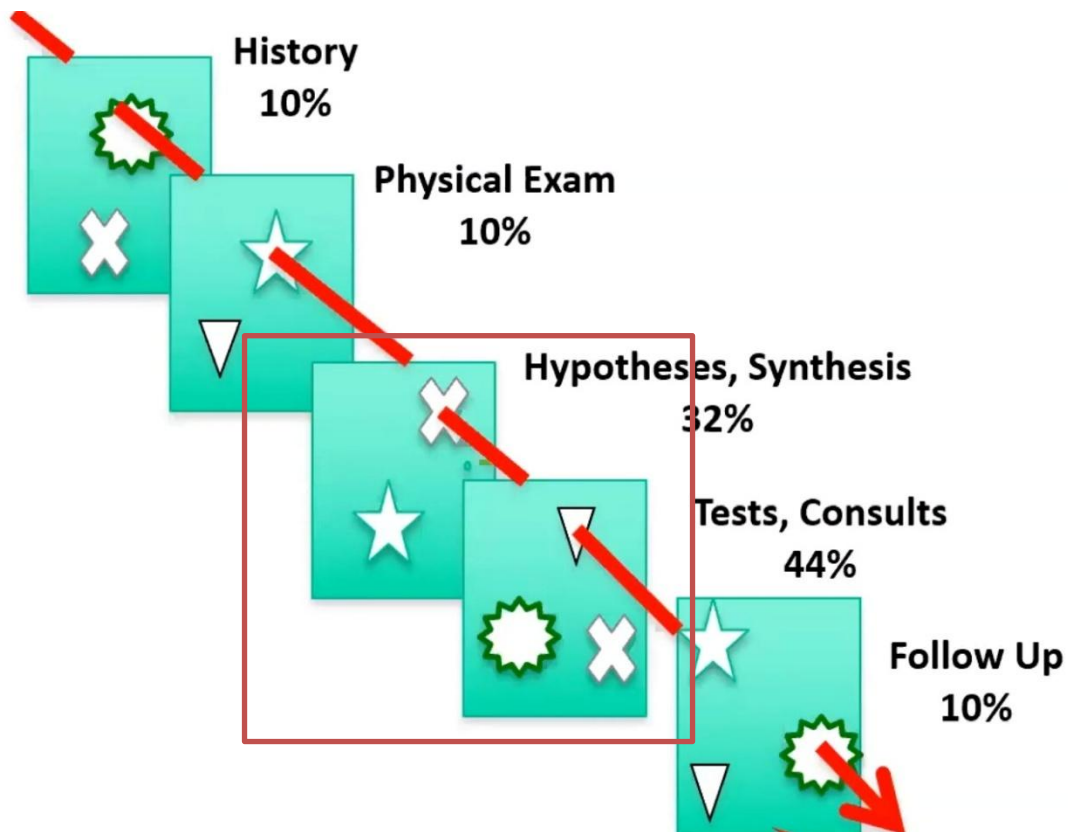 History
10%
Physical Exam
10%
Hypotheses, Synthesis
32%
Tests, Consults
44%
Follow Up
10%